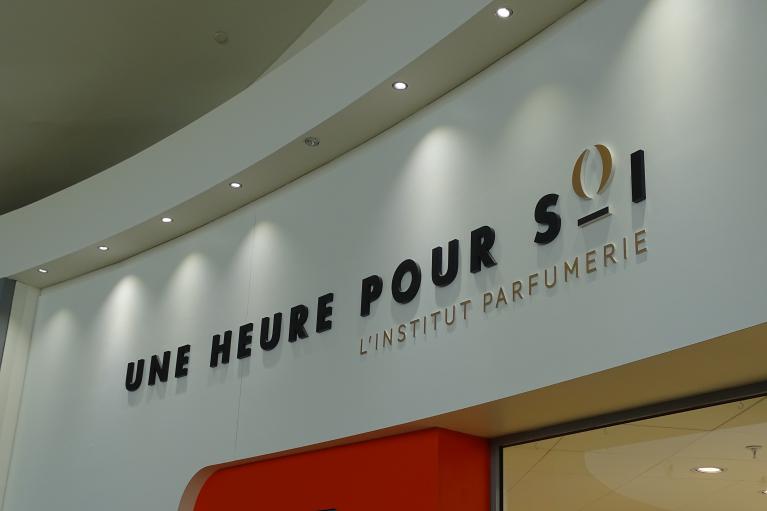 UNE HEURE POUR SOI
L'INSTITUT PARFUMERIE